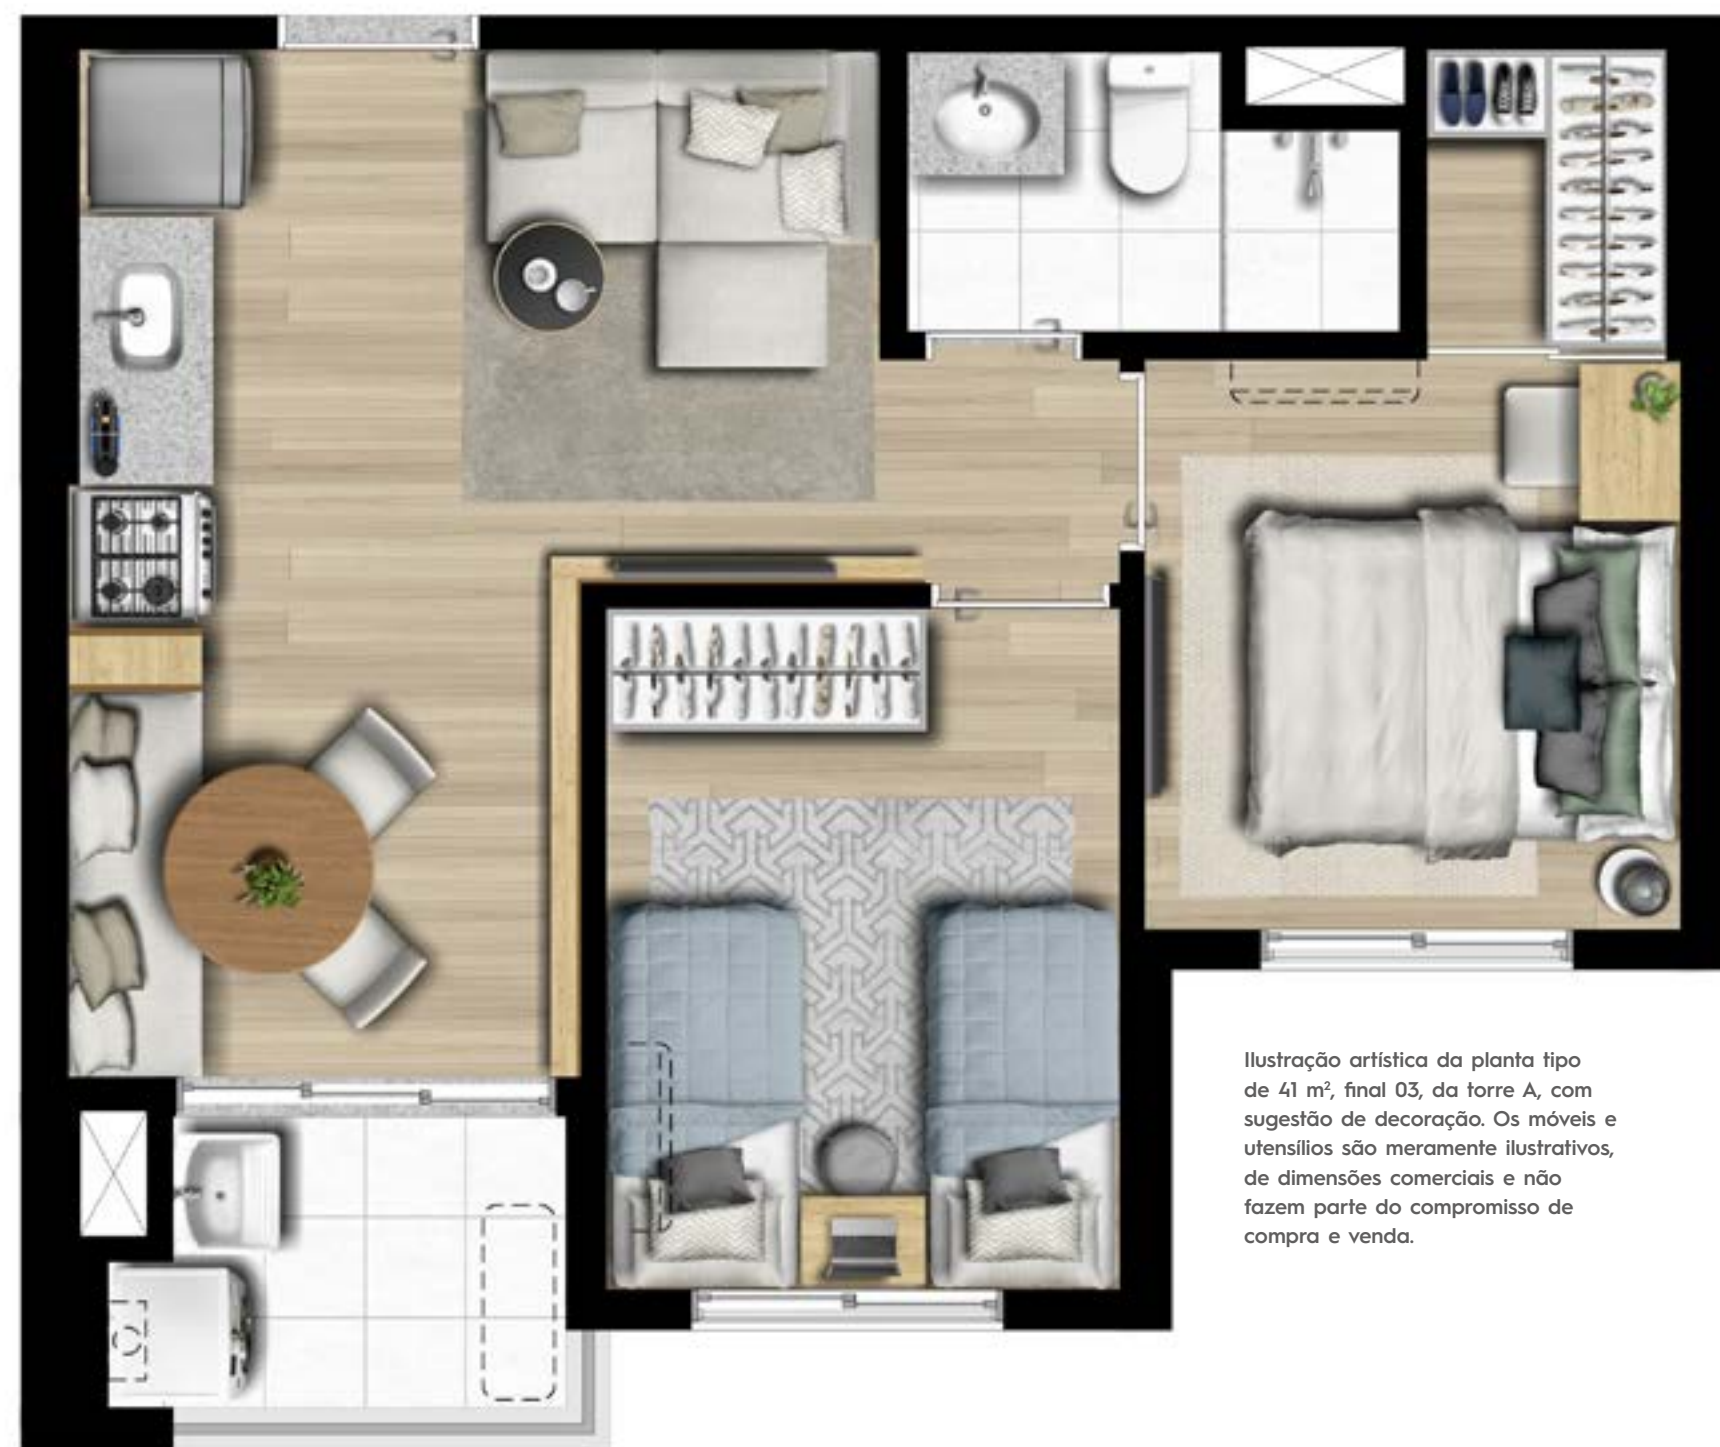 Ilustração artística da planta tipo
de 41 m², final 03, da torre A, com
sugestão de decoração. Os móveis e
utensílios são meramente ilustrativos,
de dimensões comerciais e não
fazem parte do compromisso de
compra e venda.